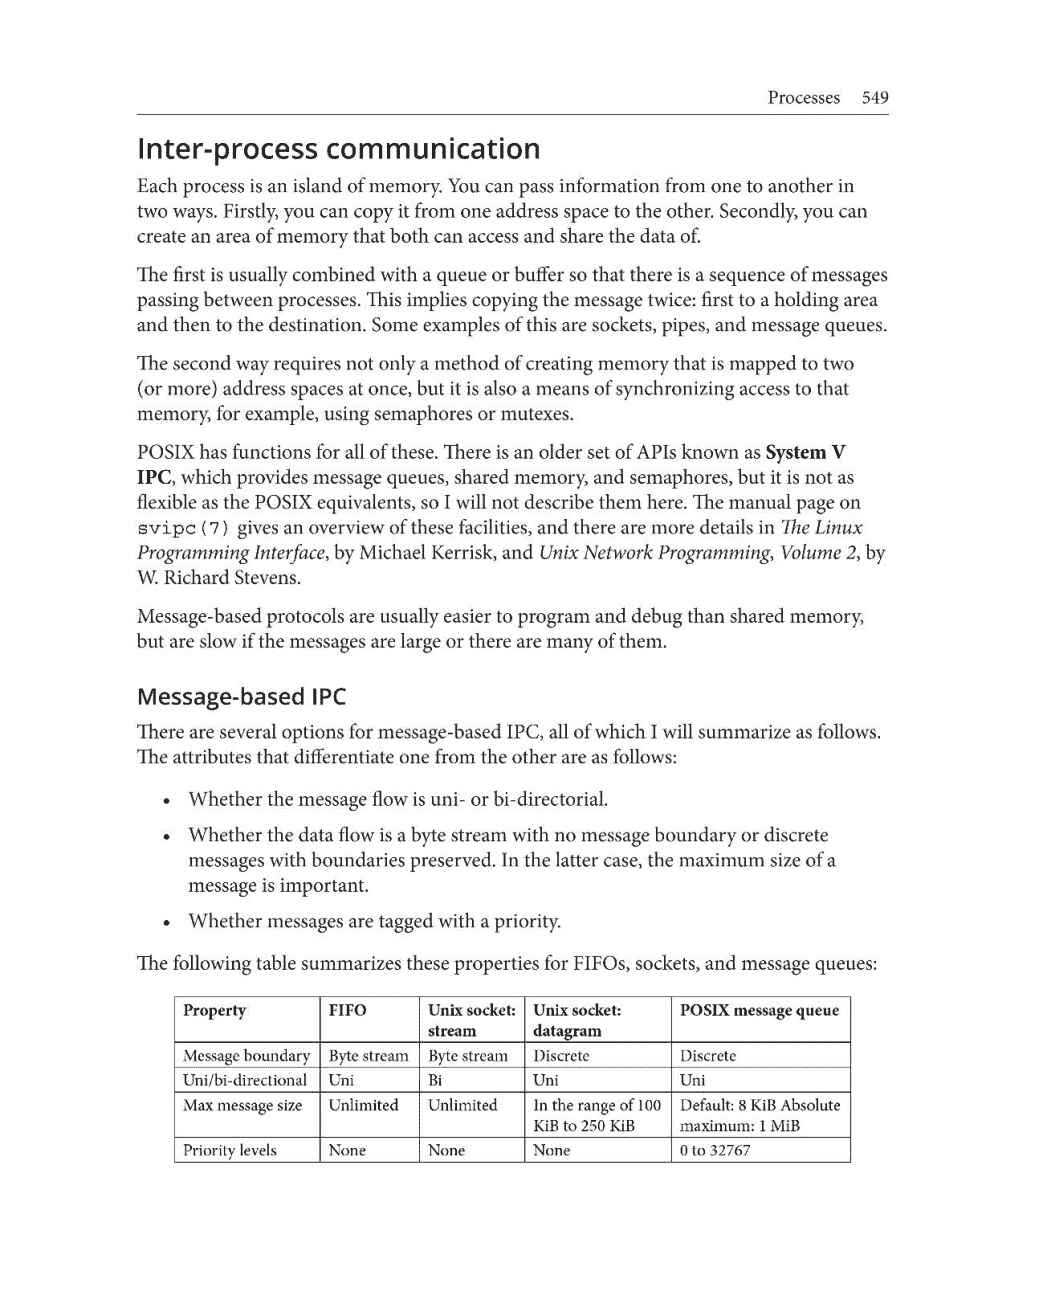 Processes 549
Inter-process communication
Each process is an island of memory. You can pass information from one to another in
two ways. Firstly, you can copy it from one address space to the other. Secondly, you can
create an area of memory that both can access and share the data of.
The first is usually combined with a queue or buffer so that there is a sequence of messages
passing between processes. This implies copying the message twice: first to a holding area
and then to the destination. Some examples of this are sockets, pipes, and message queues.
The second way requires not only a method of creating memory that is mapped to two
(or more) address spaces at once, but it is also a means of synchronizing access to that
memory, for example, using semaphores or mutexes.
POSIX has functions for all of these. There is an older set of APIs known as System V
IPC, which provides message queues, shared memory, and semaphores, but it is not as
flexible as the POSIX equivalents, so I will not describe them here. The manual page on
svipc(7) gives an overview of these facilities, and there are more details in The Linux
Programming Interface, by Michael Kerrisk, and Unix Network Programming, Volume 2, by
W. Richard Stevens.
Message-based protocols are usually easier to program and debug than shared memory,
but are slow if the messages are large or there are many of them.
Message-based IPC
There are several options for message-based IPC, all of which I will summarize as follows.
The attributes that differentiate one from the other are as follows:
• Whether the message flow is uni- or bi-directorial.
• Whether the data flow is a byte stream with no message boundary or discrete
messages with boundaries preserved. In the latter case, the maximum size of a
message is important.
• Whether messages are tagged with a priority.
The following table summarizes these properties for FIFOs, sockets, and message queues:
Property FIFO Unix socket: Unix socket: POSIX message queue
stream datagram
Message boundary Byte stream Byte stream Discrete Discrete
Uni/bi-directional Uni Bi Uni Uni
Max message size Unlimited Unlimited In the range of 100 Default: 8 KiB Absolute
KiB to 250 KiB maximum: 1 MiB
Priority levels None None None 0 to 32767